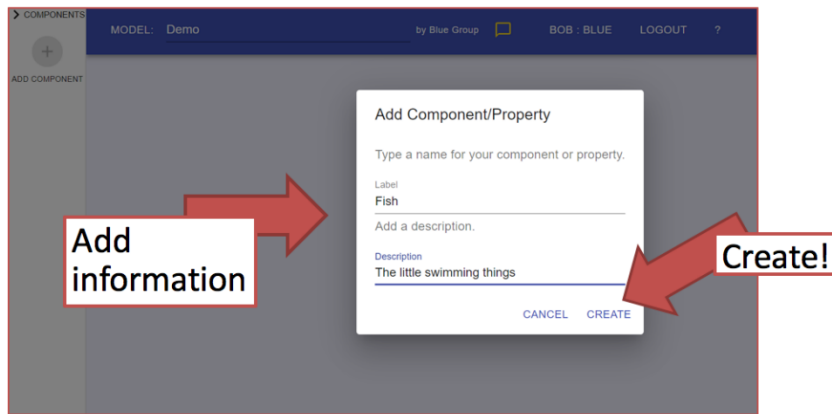 COMPONENTS
MODEL: Demo by Blue Group BOB : BLUE LOGOUT ?
ADD COMPONENT
Add Component/Property
Type a name for your component or property.
Label
Fish
Add a description.
Description
The little swimming things
CANCEL CREATE
Add
information
Create!